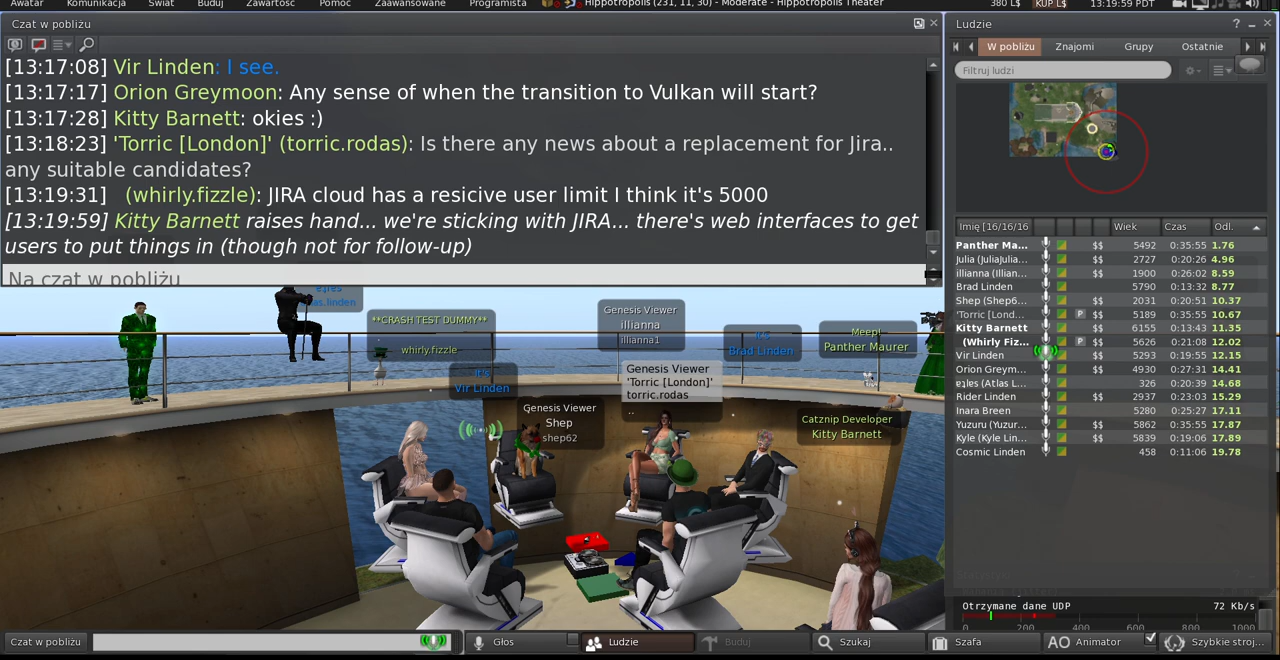 Awatar Komunikacja Świat Buduj Zawartość Pomoc Zaawansowane Programista Hippotropolis (231, 11, 30) - Moderate - Hippotropolis Theater 380 L$ KUP L$ 13:19:59 PDT
Czat w pobliżu
[13:17:08] Vir Linden: I see.
[13:17:17] Orion Greymoon: Any sense of when the transition to Vulkan will start?
[13:17:28] Kitty Barnett: okies :)
[13:18:23] 'Torric [London]' (torric.rodas): Is there any news about a replacement for Jira..
any suitable candidates?
[13:19:31] (whirly.fizzle): JIRA cloud has a resicive user limit I think it's 5000
[13:19:59] Kitty Barnett raises hand... we're sticking with JIRA... there's web interfaces to get
users to put things in (though not for follow-up)
Na czat w pobliżu
**CRASH TEST DUMMY**
whirly.fizzle
It's
Vir Linden
Genesis Viewer
illianna
illianna1
Genesis Viewer
'Torric [London]'
torric.rodas
Genesis Viewer
Shep
shep62
It's
Brad Linden
Meep!
Panther Maurer
Catznip Developer
Kitty Barnett
Ludzie
W pobliżu Znajomi Grupy Ostatnie
Filtruj ludzi
Imię [16/16/16 Wiek Czas Odl.
Panther Ma... $$ 5492 0:35:55 1.76
Julia (JuliaJulia... $$ 2727 0:20:26 4.96
illianna (Illian... $$ 1900 0:26:02 8.59
Brad Linden 5790 0:13:32 8.77
Shep (Shep6... $$ 2031 0:20:51 10.37
'Torric [Lond... P $$ 5189 0:35:55 10.67
Kitty Barnett $$ 6155 0:13:43 11.35
(Whirly Fiz... P $$ 5626 0:21:08 12.02
Vir Linden 5293 0:19:55 12.15
Orion Greym... $$ 4930 0:27:31 14.41
(Atlas L... 326 0:20:39 14.68
Rider Linden $$ 2937 0:23:03 15.29
Inara Breen 5280 0:25:27 17.11
Yuzuru (Yuzur... $$ 5862 0:35:55 17.87
Kyle (Kyle Lin... $$ 5839 0:19:06 17.89
Cosmic Linden 458 0:11:06 19.78
Otrzymane dane UDP 72 Kb/s
0 200 400 600 800 1000
Czat w pobliżu Głos Ludzie Buduj Szukaj Szafa AO Animator Szybkie stroj...